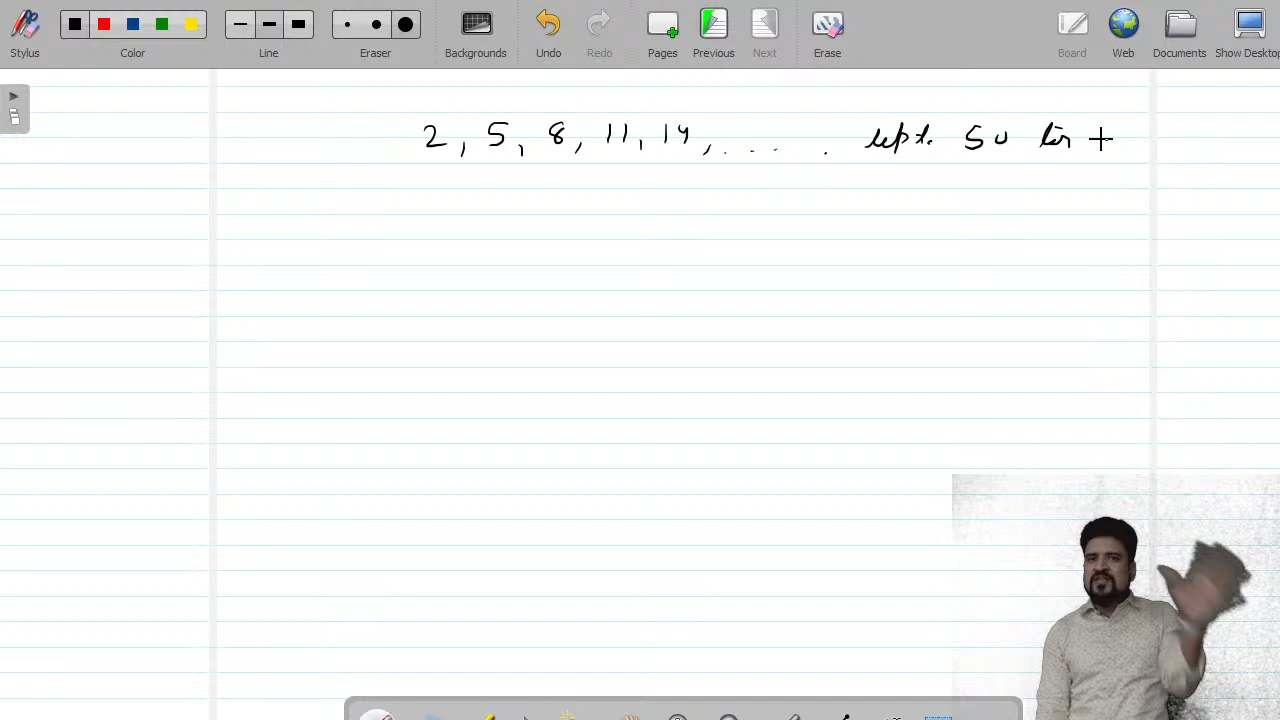 Stylus Color Line Eraser Backgrounds Undo Redo Pages Previous Next Erase Board Web Documents Show Desktop
2, 5, 8, 11, 14, . . . . 50